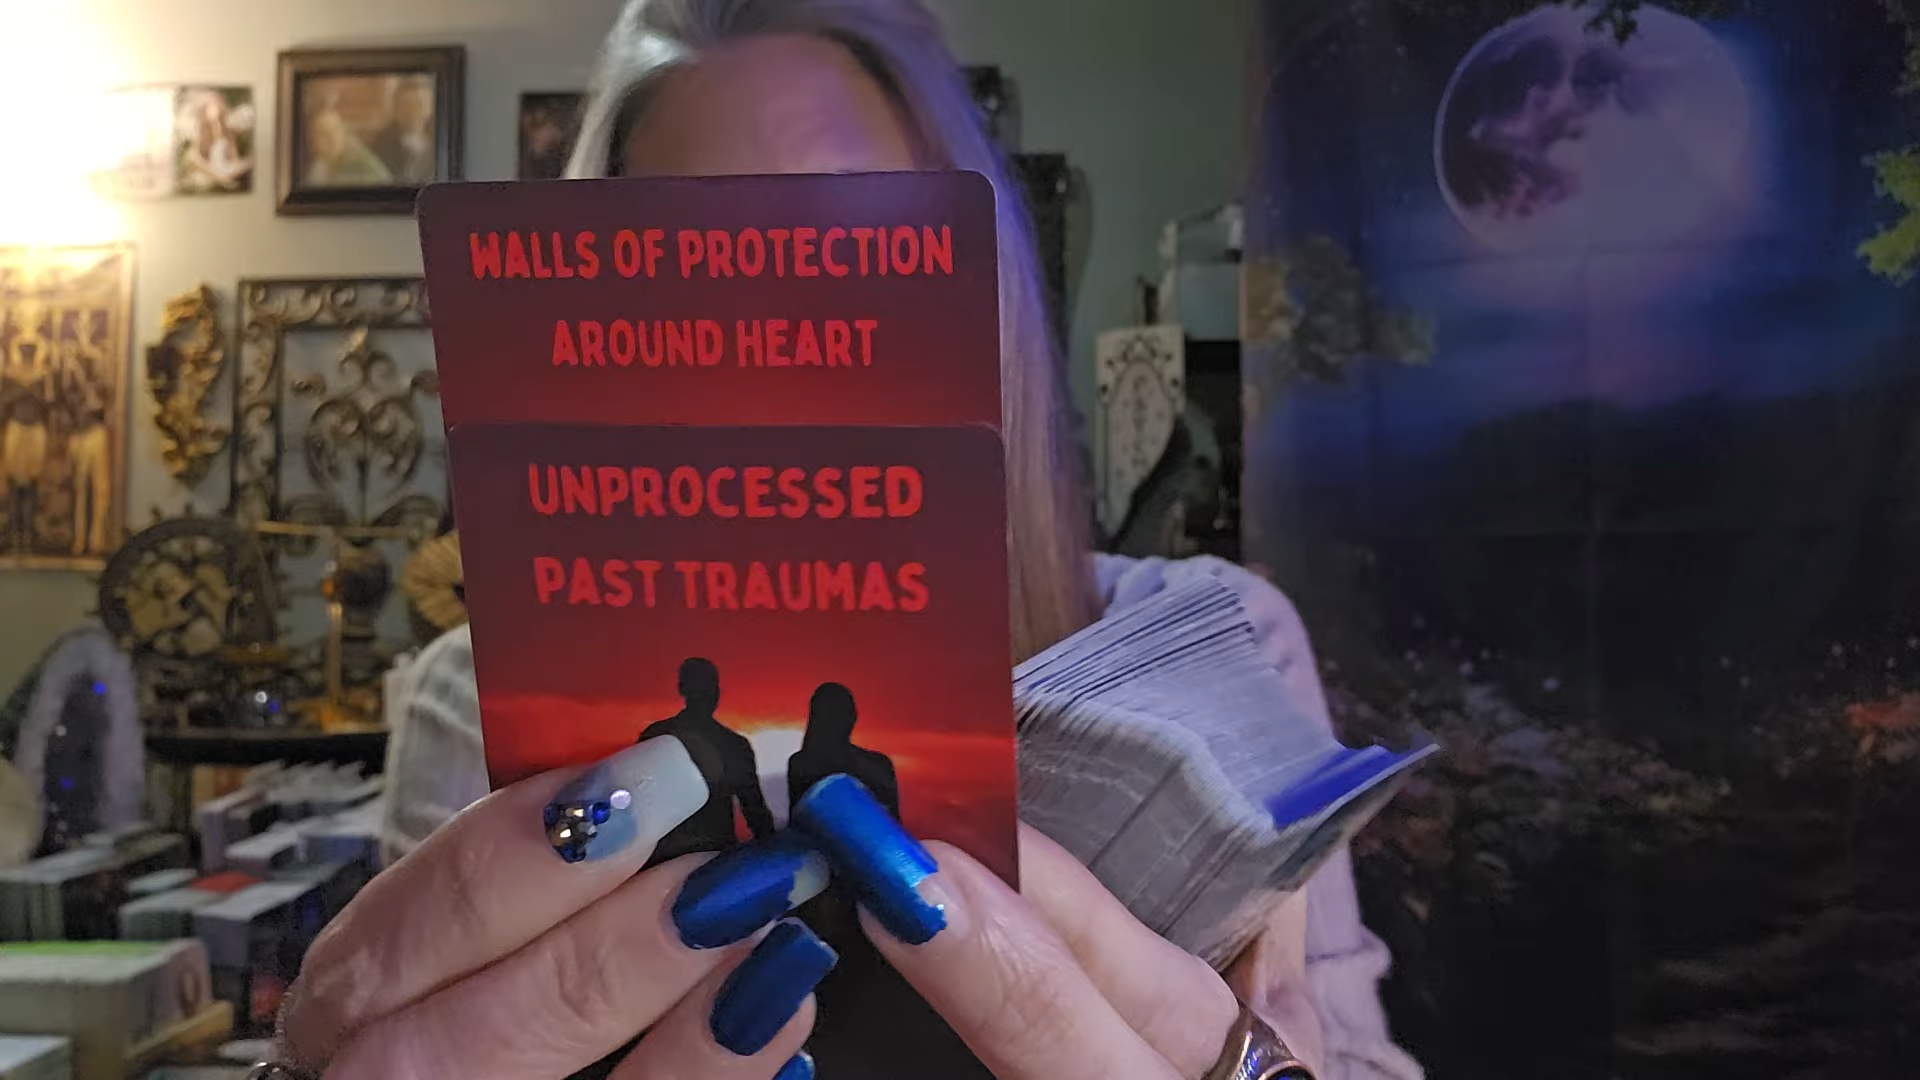 WALLS OF PROTECTION
AROUND HEART
UNPROCESSED
PAST TRAUMAS